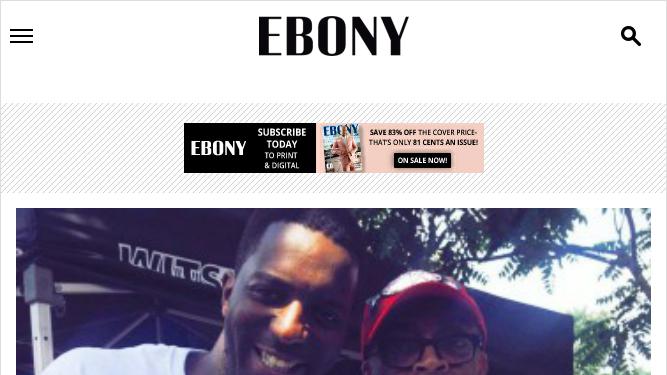 EBONY
EBONY
SUBSCRIBE
TODAY
TO PRINT
& DIGITAL
EBONY
SAVE 83% OFF THE COVER PRICE-
THAT'S ONLY 81 CENTS AN ISSUE!
ON SALE NOW!